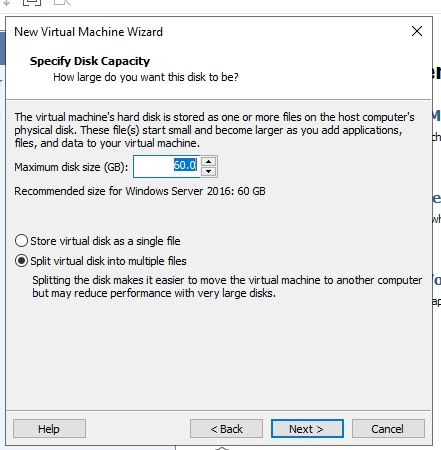 New Virtual Machine Wizard
Specify Disk Capacity
How large do you want this disk to be?
The virtual machine's hard disk is stored as one or more files on the host computer's
physical disk. These file(s) start small and become larger as you add applications,
files, and data to your virtual machine.
Maximum disk size (GB): 60.0
Recommended size for Windows Server 2016: 60 GB
Store virtual disk as a single file
Split virtual disk into multiple files
Splitting the disk makes it easier to move the virtual machine to another computer
but may reduce performance with very large disks.
Help < Back Next > Cancel